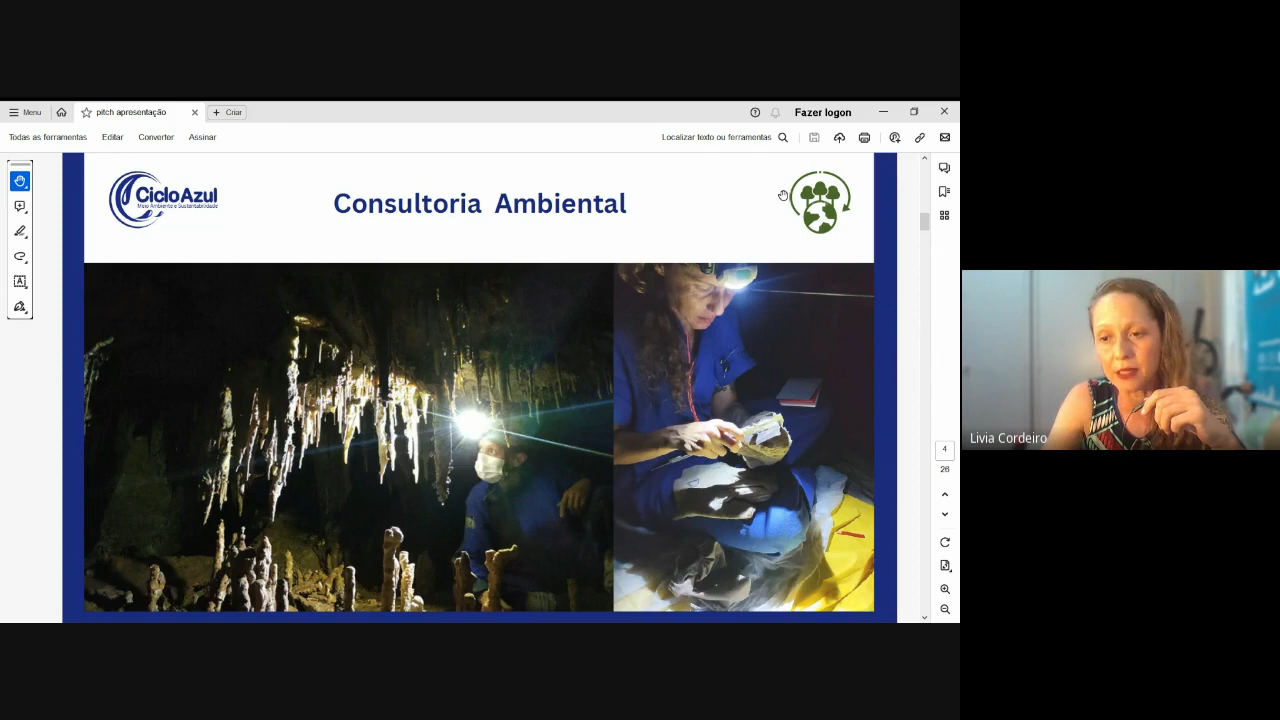 Menu
pitch apresentação
Criar
Fazer logon
Todas as ferramentas
Editar
Converter
Assinar
Localizar texto ou ferramentas
CicloAzul
Meio Ambiente e Sustentabilidade
Consultoria Ambiental
4
26
Livia Cordeiro